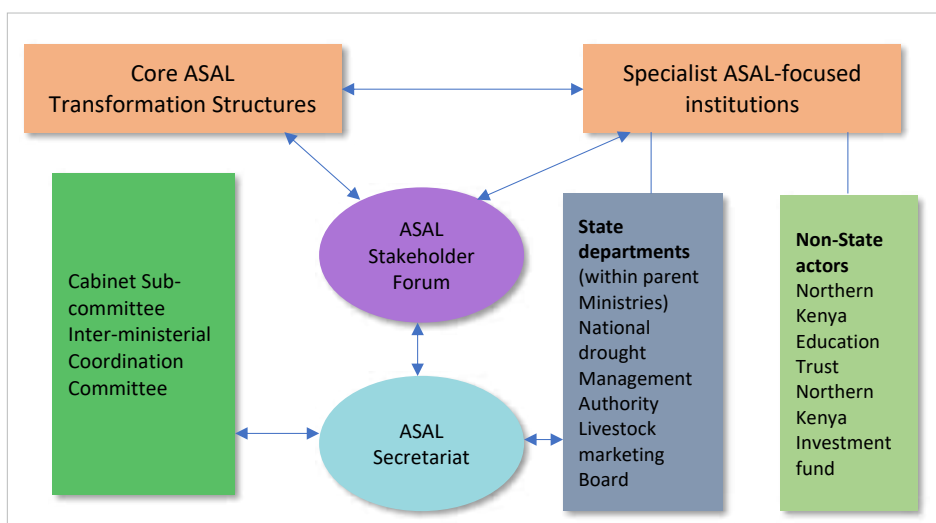 Core ASAL
Transformation Structures
Specialist ASAL-focused
institutions
ASAL
Stakeholder
Forum
Cabinet Sub-
committee
Inter-ministerial
Coordination
Committee
ASAL
Secretariat
State
departments
(within parent
Ministries)
National
drought
Management
Authority
Livestock
marketing
Board
Non-State
actors
Northern
Kenya
Education
Trust
Northern
Kenya
Investment
fund